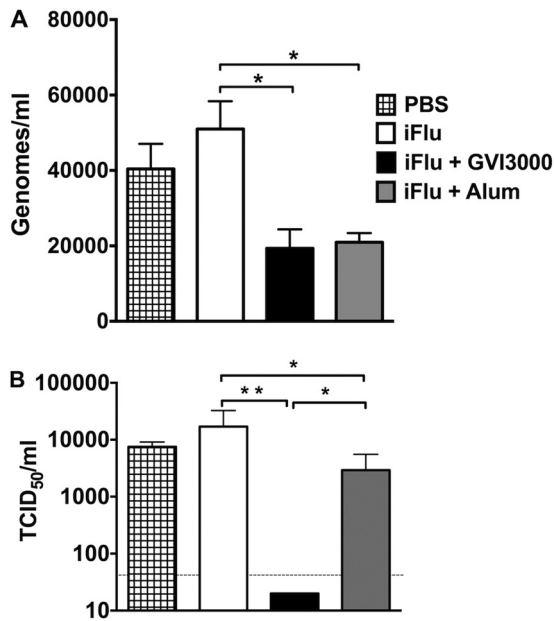 A
80000
60000
40000
20000
0
Genomes/ml
*
*
PBS
iFlu
iFlu + GVI3000
iFlu + Alum
B
100000
10000
1000
100
10
TCID50/ml
*
* *
*